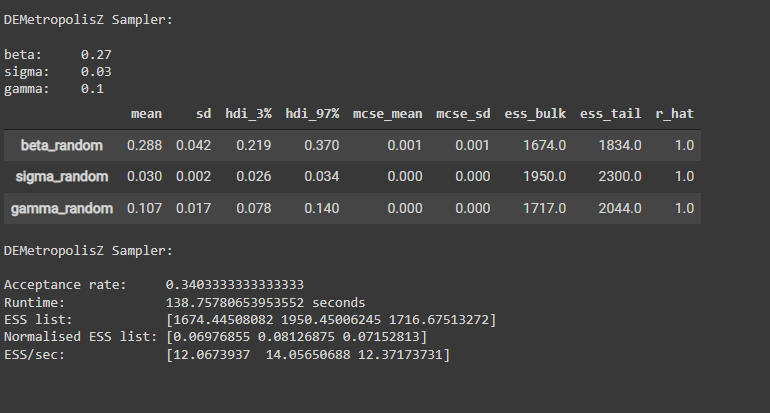 DEMetropolisZ Sampler:
beta: 0.27
sigma: 0.03
gamma: 0.1
mean sd hdi_3% hdi_97% mcse_mean mcse_sd ess_bulk ess_tail r_hat
beta_random 0.288 0.042 0.219 0.370 0.001 0.001 1674.0 1834.0 1.0
sigma_random 0.030 0.002 0.026 0.034 0.000 0.000 1950.0 2300.0 1.0
gamma_random 0.107 0.017 0.078 0.140 0.000 0.000 1717.0 2044.0 1.0
DEMetropolisZ Sampler:
Acceptance rate: 0.3403333333333333
Runtime: 138.75780653953552 seconds
ESS list: [1674.44508082 1950.45006245 1716.67513272]
Normalised ESS list: [0.06976855 0.08126875 0.07152813]
ESS/sec: [12.0673937 14.05650688 12.37173731]